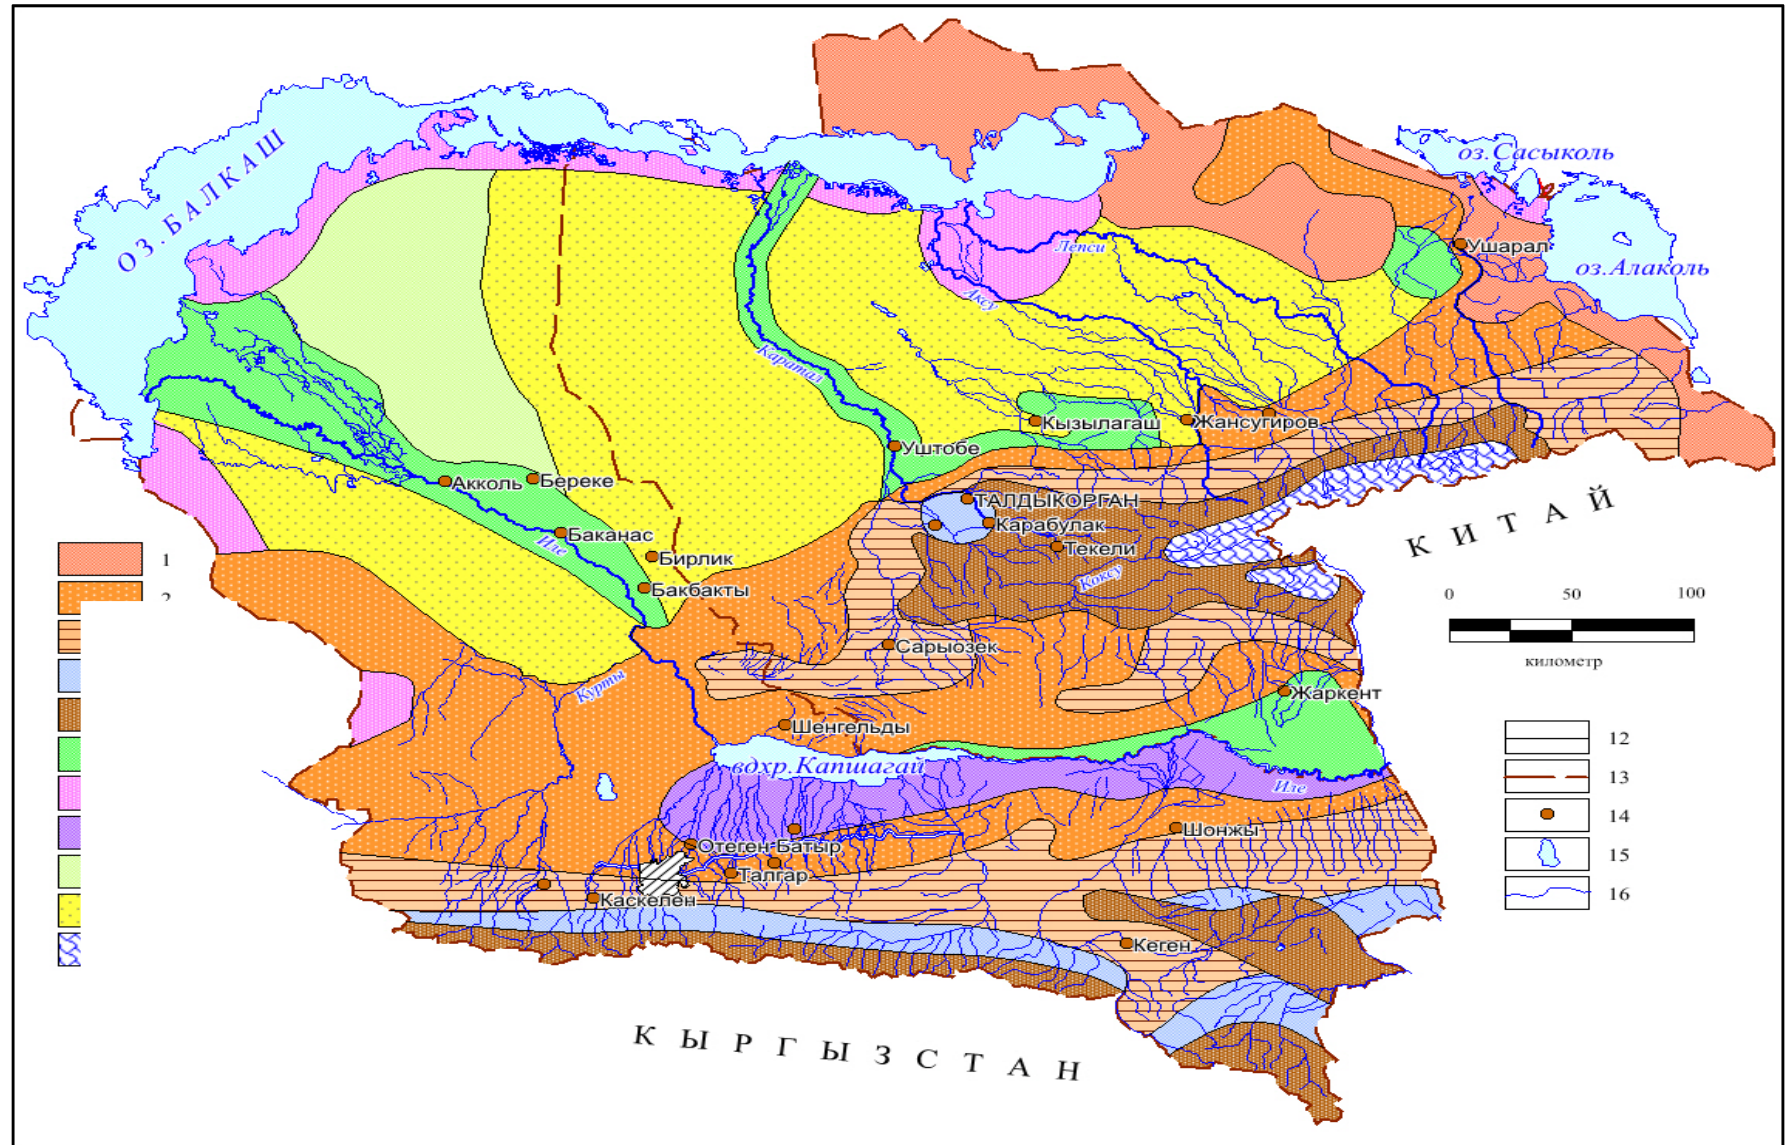 оз.Сасыколь
ОЗ. БАЛКАШ
Лепси
Ушарал
оз.Алаколь
Аксу
Каратал
Кызылагаш
Жансугиров
Уштобе
Акколь
Береке
ТАЛДЫКОРГАН
КИТАЙ
Карабулак
Баканас
Иле
Текели
Бирлик
Коксу
Бакбакты
1
2
0 50 100
километр
Сарыозек
Курты
Жаркент
Шенгельды
12
вдхр.Капшагай
13
Иле
14
Шонжы
Отеген Батыр
15
Талгар
16
Каскелен
Кеген
КЫРГЫЗСТАН